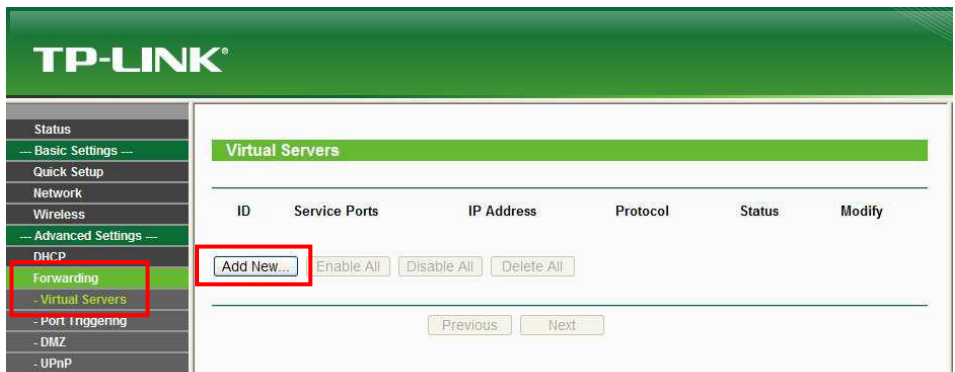 TP-LINK®
Status
--- Basic Settings ---
Quick Setup
Network
Wireless
--- Advanced Settings ---
DHCP
Forwarding
- Virtual Servers
- Port Triggering
- DMZ
- UPnP
Virtual Servers
ID Service Ports IP Address Protocol Status Modify
Add New... Enable All Disable All Delete All
Previous Next